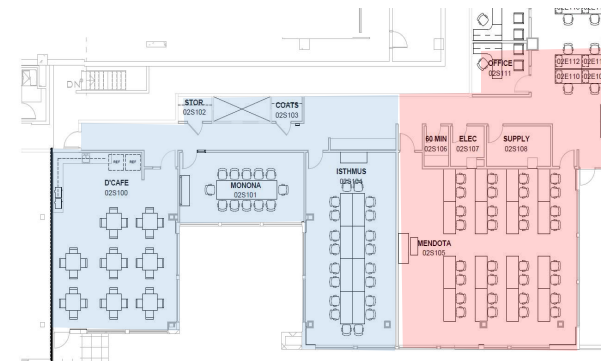 OFFICE
02S111
02E112
02E110
DN
STOR.
02S102
COATS
02S103
60 MIN
02S106
ELEC
02S107
SUPPLY
02S108
REF
REF
D'CAFE
02S100
MONONA
02S101
ISTHMUS
02S104
MENDOTA
02S105